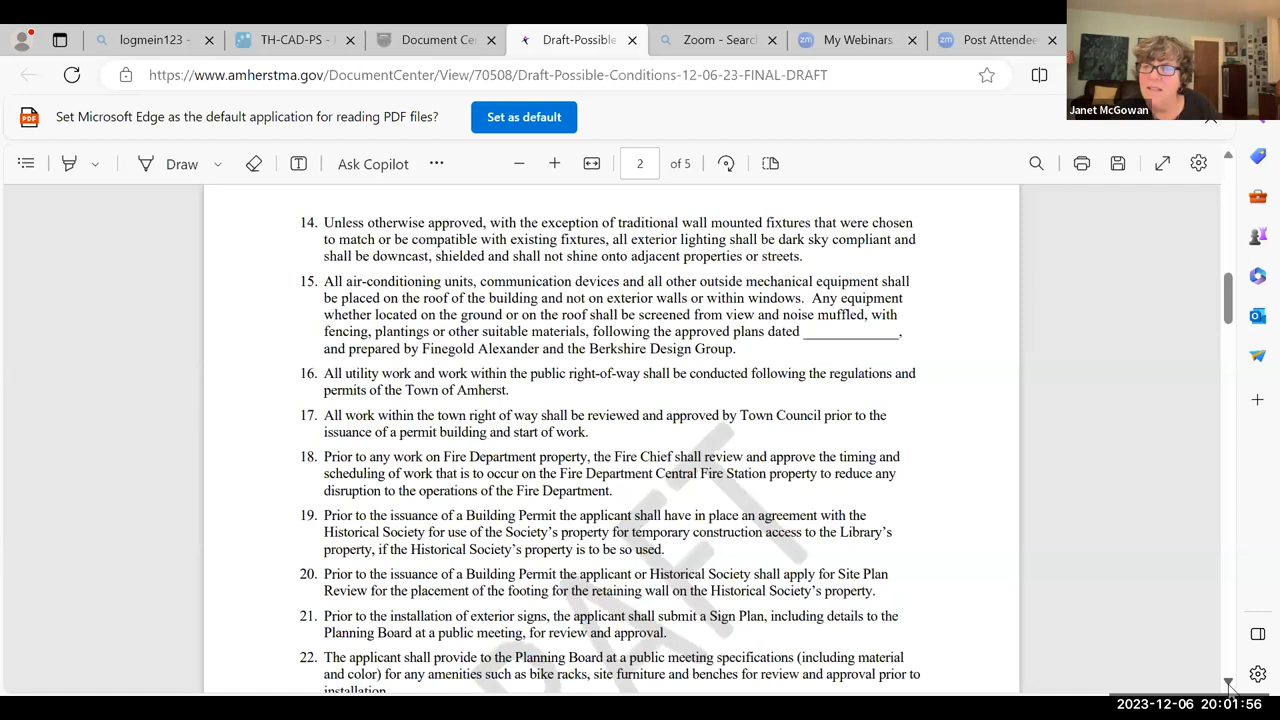 logmein123 -
TH-CAD-PS -
Document Ce
Draft-Possible
Zoom - Searc
My Webinars
Post Attende
Janet McGowan
https://www.amherstma.gov/DocumentCenter/View/70508/Draft-Possible-Conditions-12-06-23-FINAL-DRAFT
Set Microsoft Edge as the default application for reading PDF files?
Set as default
Draw
Ask Copilot
2 of 5
14. Unless otherwise approved, with the exception of traditional wall mounted fixtures that were chosen
to match or be compatible with existing fixtures, all exterior lighting shall be dark sky compliant and
shall be downcast, shielded and shall not shine onto adjacent properties or streets.
15. All air-conditioning units, communication devices and all other outside mechanical equipment shall
be placed on the roof of the building and not on exterior walls or within windows. Any equipment
whether located on the ground or on the roof shall be screened from view and noise muffled, with
fencing, plantings or other suitable materials, following the approved plans dated _____________,
and prepared by Finegold Alexander and the Berkshire Design Group.
16. All utility work and work within the public right-of-way shall be conducted following the regulations and
permits of the Town of Amherst.
17. All work within the town right of way shall be reviewed and approved by Town Council prior to the
issuance of a permit building and start of work.
18. Prior to any work on Fire Department property, the Fire Chief shall review and approve the timing and
scheduling of work that is to occur on the Fire Department Central Fire Station property to reduce any
disruption to the operations of the Fire Department.
19. Prior to the issuance of a Building Permit the applicant shall have in place an agreement with the
Historical Society for use of the Society's property for temporary construction access to the Library's
property, if the Historical Society's property is to be so used.
20. Prior to the issuance of a Building Permit the applicant or Historical Society shall apply for Site Plan
Review for the placement of the footing for the retaining wall on the Historical Society's property.
21. Prior to the installation of exterior signs, the applicant shall submit a Sign Plan, including details to the
Planning Board at a public meeting, for review and approval.
22. The applicant shall provide to the Planning Board at a public meeting specifications (including material
and color) for any amenities such as bike racks, site furniture and benches for review and approval prior to
installation.
2023-12-06 20:01:56